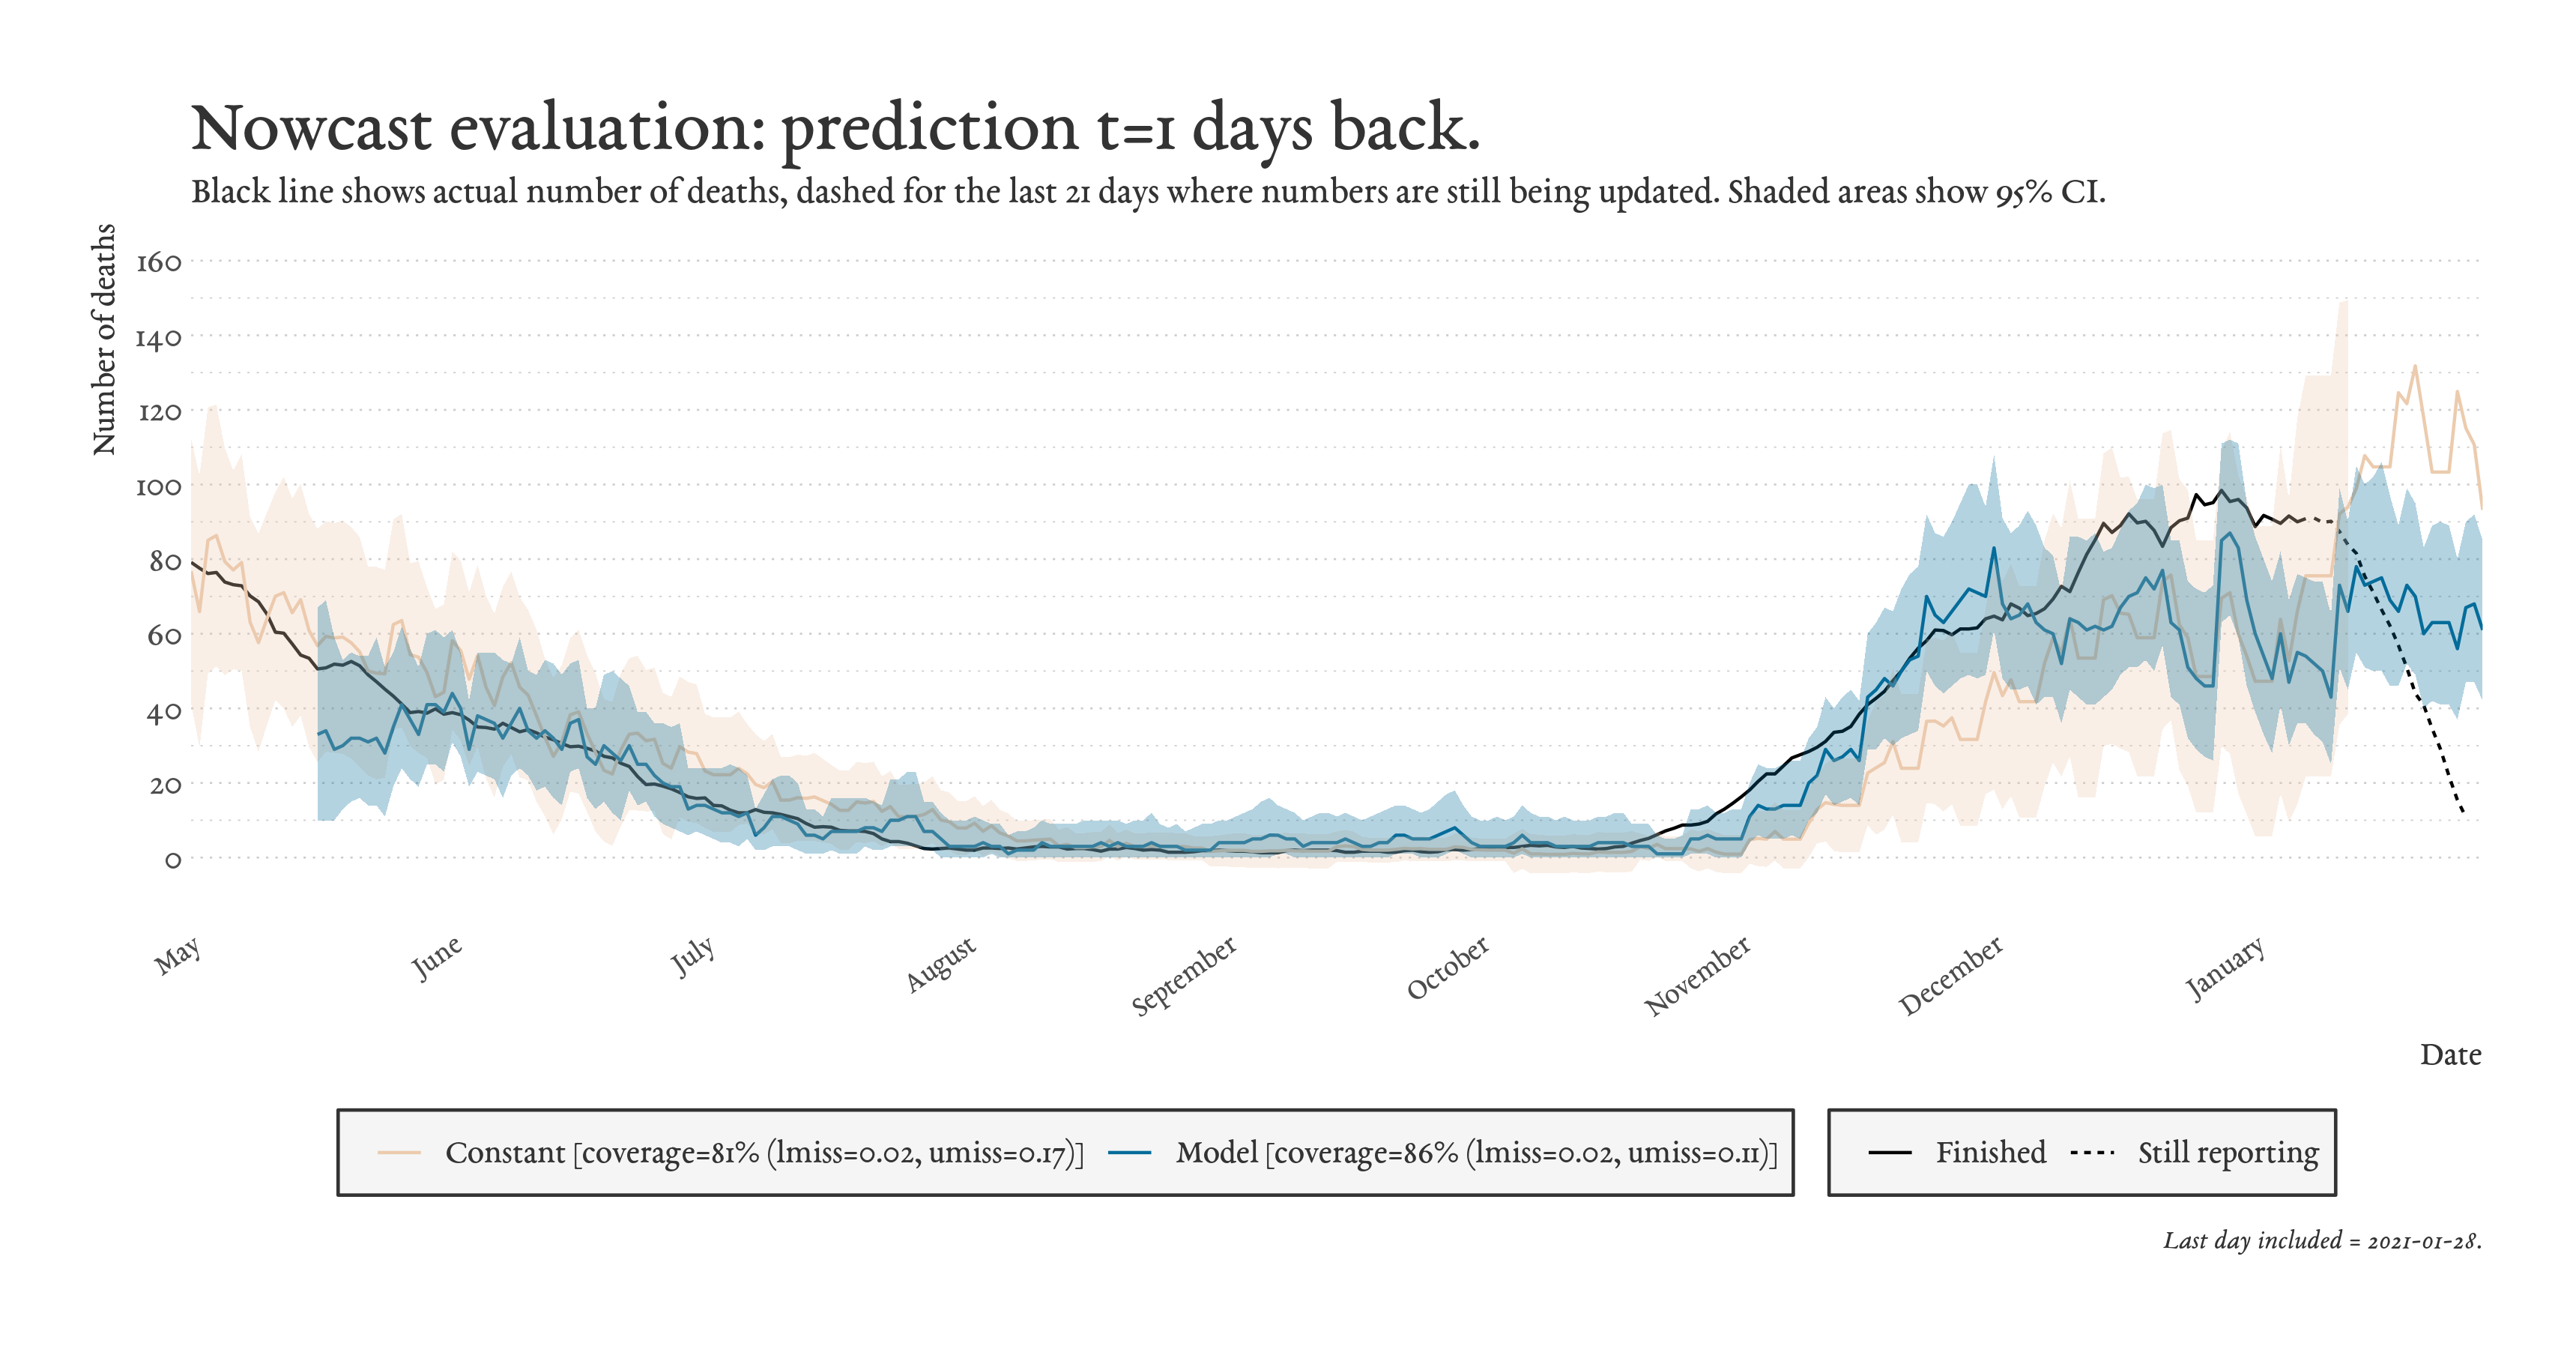 Nowcast evaluation: prediction t=1 days back.
Black line shows actual number of deaths, dashed for the last 21 days where numbers are still being updated. Shaded areas show 95% CI.
Number of deaths
160
140
120
100
80
60
40
20
0
May
June
July
August
September
October
November
December
January
Date
Constant [coverage=81% (lmiss=0.02, umiss=0.17)]
Model [coverage=86% (lmiss=0.02, umiss=0.11)]
Finished
Still reporting
Last day included = 2021-01-28.